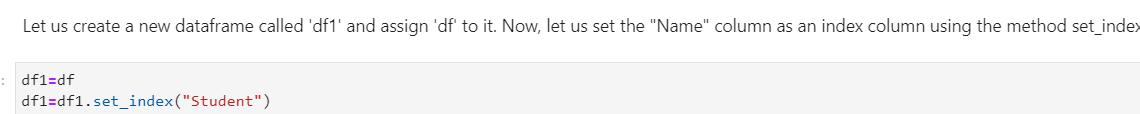 Let us create a new dataframe called 'df1' and assign 'df' to it. Now, let us set the "Name" column as an index column using the method set_index
:
df1=df
df1=df1.set_index("Student")